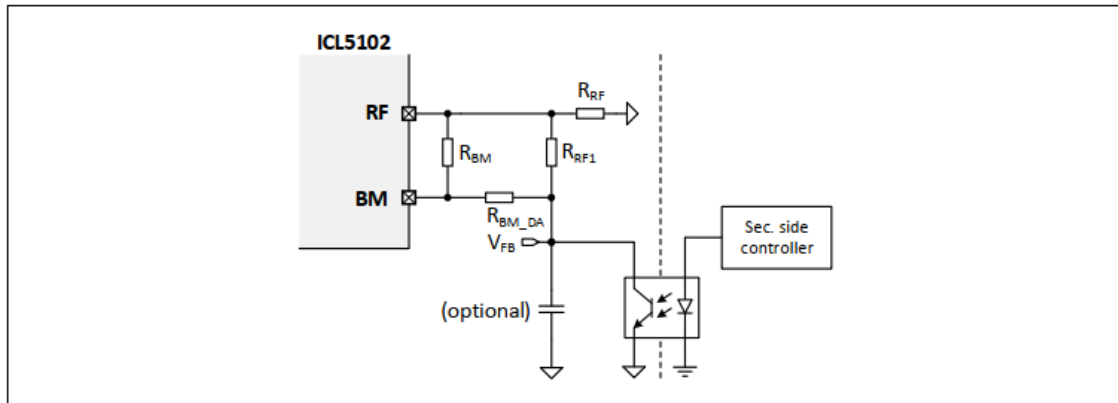 ICL5102
RF
R_RF
R_BM
R_RF1
BM
R_BM_DA
V_FB
Sec. side
controller
(optional)